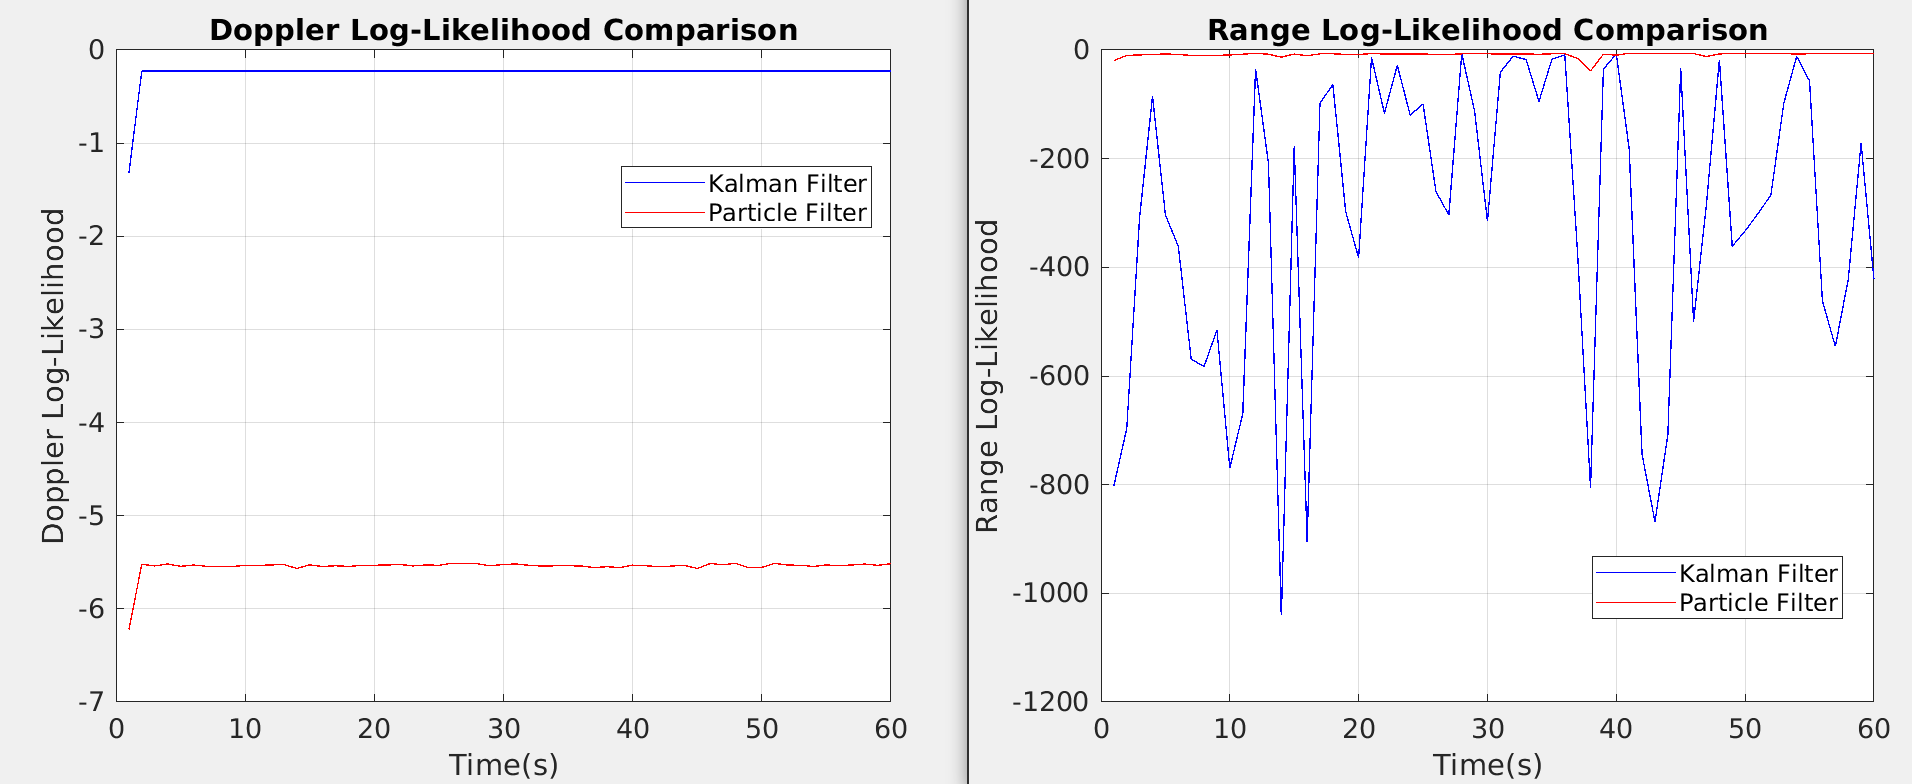 Doppler Log-Likelihood Comparison
Doppler Log-Likelihood
0
-1
-2
-3
-4
-5
-6
-7
Kalman Filter
Particle Filter
0 10 20 30 40 50 60
Time(s)
Range Log-Likelihood Comparison
Range Log-Likelihood
0
-200
-400
-600
-800
-1000
-1200
Kalman Filter
Particle Filter
0 10 20 30 40 50 60
Time(s)